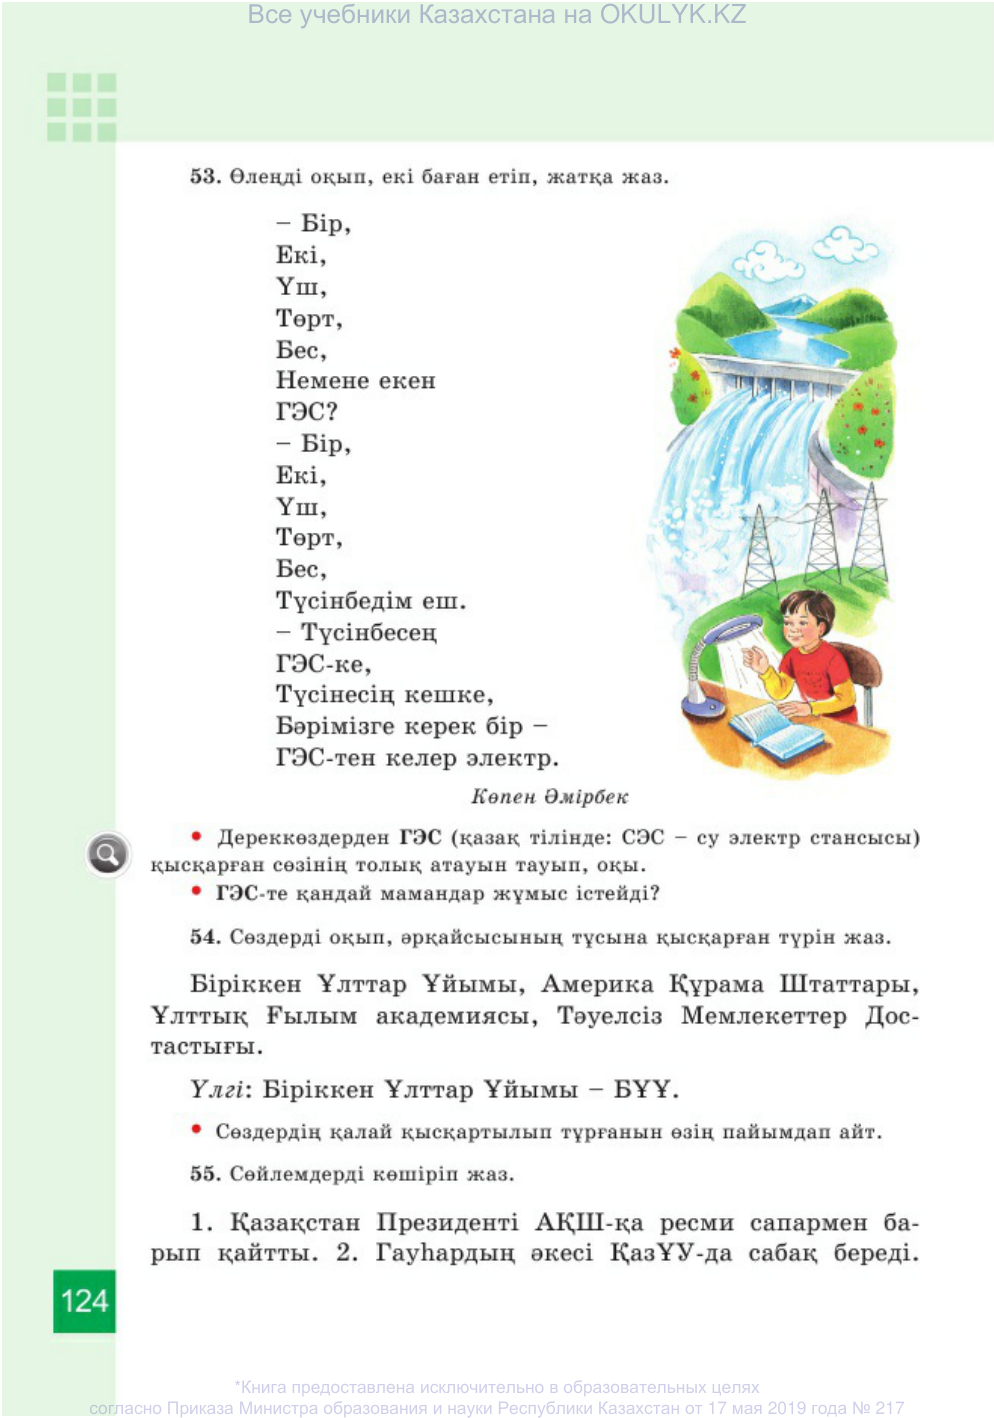 Все учебники Казахстана на OKULYK.KZ
53. Өлеңді оқып, екі баған етіп, жатқа жаз.
– Бір,
Екі,
Үш,
Төрт,
Бес,
Немене екен
ГЭС?
– Бір,
Екі,
Үш,
Төрт,
Бес,
Түсінбедім еш.
– Түсінбесең
ГЭС-ке,
Түсінесің кешке,
Бәрімізге керек бір –
ГЭС-тен келер электр.
Көпен Әмірбек
• Дереккөздерден ГЭС (қазақ тілінде: СЭС – су электр стансысы)
қысқарған сөзінің толық атауын тауып, оқы.
• ГЭС-те қандай мамандар жұмыс істейді?
54. Сөздерді оқып, әрқайсысының тұсына қысқарған түрін жаз.
Біріккен Ұлттар Ұйымы, Америка Құрама Штаттары,
Ұлттық Ғылым академиясы, Тәуелсіз Мемлекеттер Дос-
тастығы.
Үлгі: Біріккен Ұлттар Ұйымы – БҰҰ.
• Сөздердің қалай қысқартылып тұрғанын өзің пайымдап айт.
55. Сөйлемдерді көшіріп жаз.
1. Қазақстан Президенті АҚШ-қа ресми сапармен ба-
рып қайтты. 2. Гауһардың әкесі ҚазҰУ-да сабақ береді.
124
*Книга предоставлена исключительно в образовательных целях
согласно Приказа Министра образования и науки Республики Казахстан от 17 мая 2019 года № 217